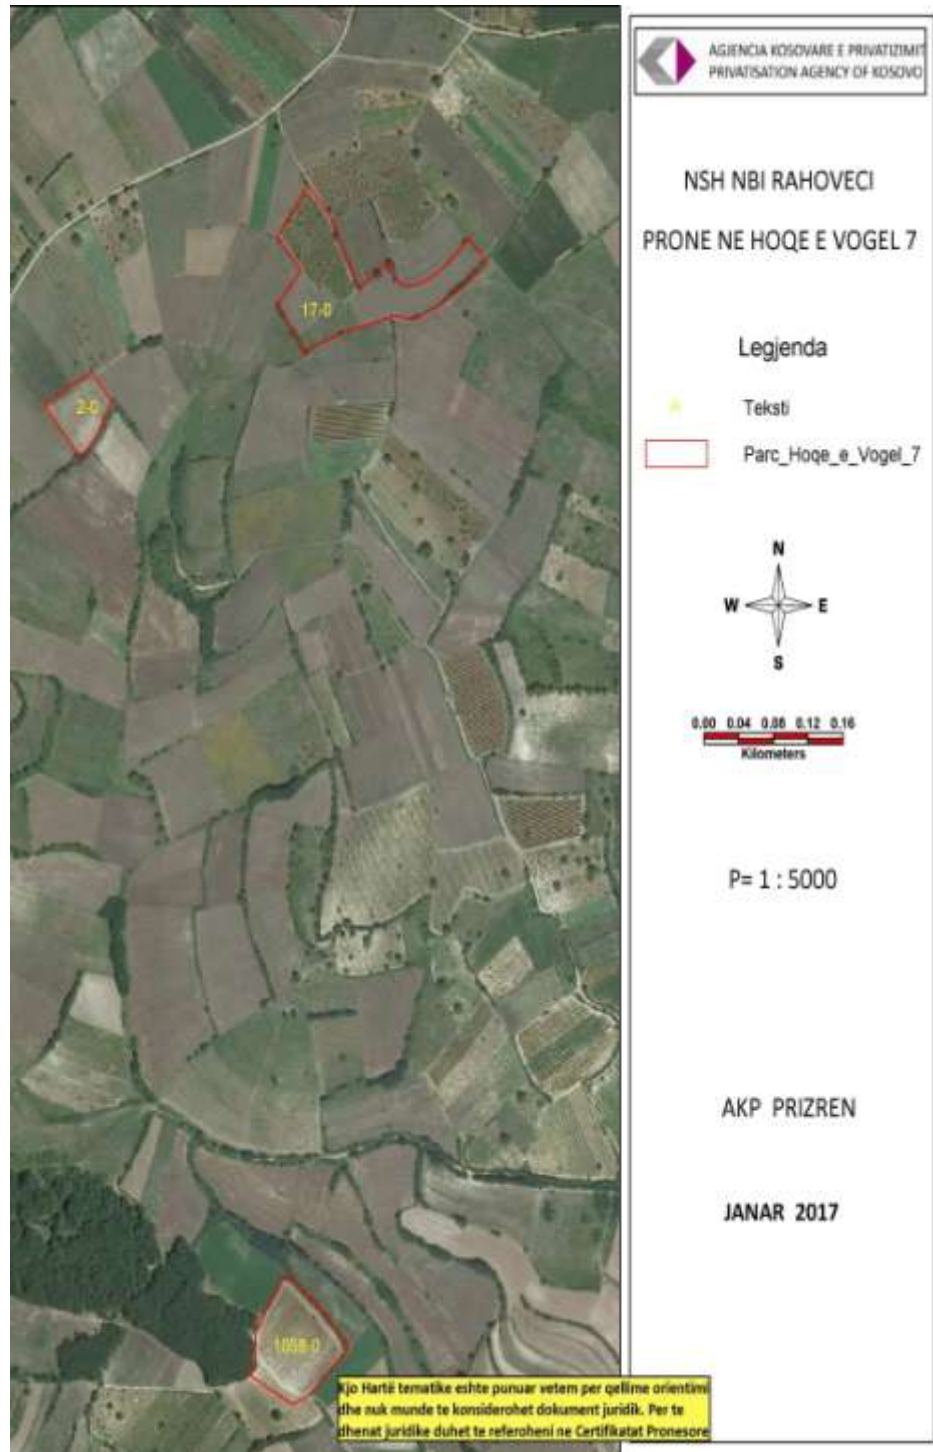 AGJENCIA KOSOVARE E PRIVATIZIMIT
PRIVATISATION AGENCY OF KOSOVO
NSH NBI RAHOVECI
PRONE NE HOQE E VOGEL 7
Legjenda
A Teksti
Parc_Hoqe_e_Vogel_7
N
W E
S
0.00 0.04 0.08 0.12 0.16
Kilometers
P= 1 : 5000
AKP PRIZREN
JANAR 2017
17-0
2-0
Kjo Hartë tematike eshte punuar vetem per qellime orientimi
dhe nuk munde te konsiderohet dokument juridik. Per te
dhenat juridike duhet te referoheni ne Certifikatat Pronesore